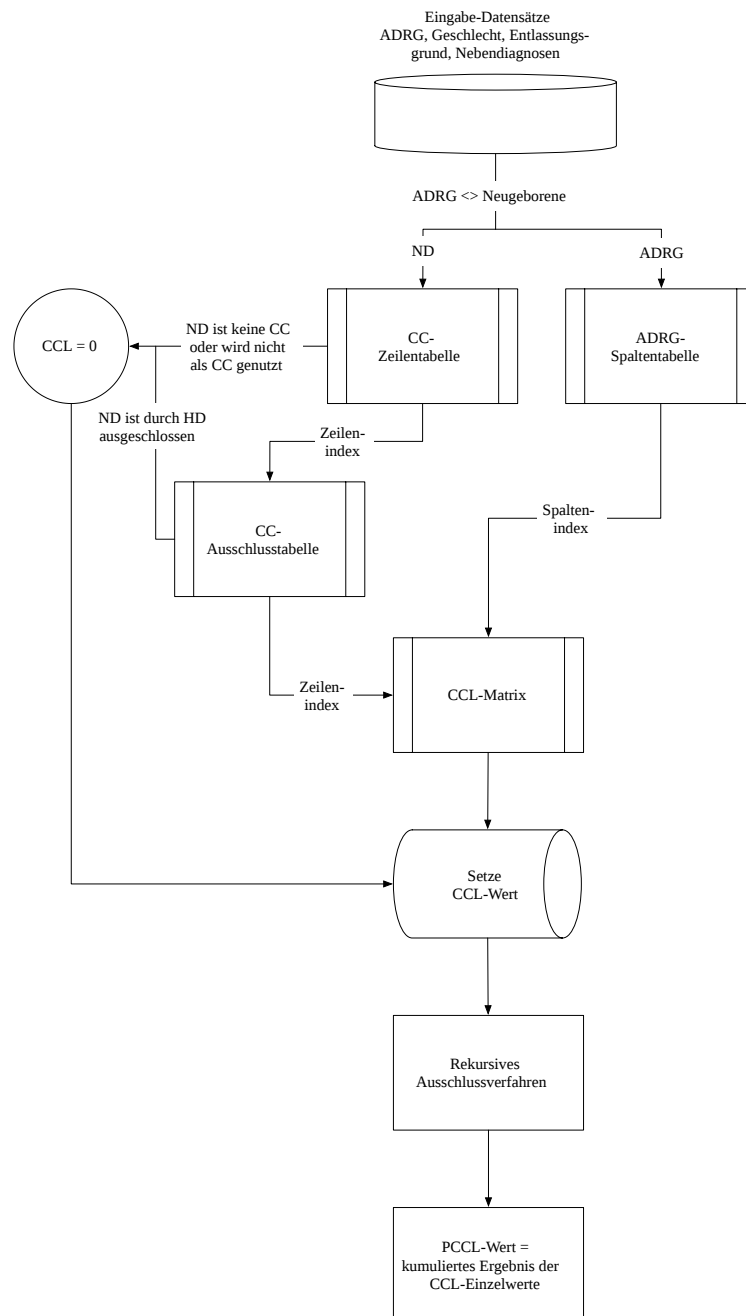 Eingabe-Datensätze
ADRG, Geschlecht, Entlassungs-
grund, Nebendiagnosen
ADRG <> Neugeborene
ND
ADRG
CCL = 0
ND ist keine CC
oder wird nicht
als CC genutzt
CC-
Zeilentabelle
ADRG-
Spaltentabelle
ND ist durch HD
ausgeschlossen
Zeilen-
index
CC-
Ausschlusstabelle
Spalten-
index
Zeilen-
index
CCL-Matrix
Setze
CCL-Wert
Rekursives
Ausschlussverfahren
PCCL-Wert =
kumuliertes Ergebnis der
CCL-Einzelwerte